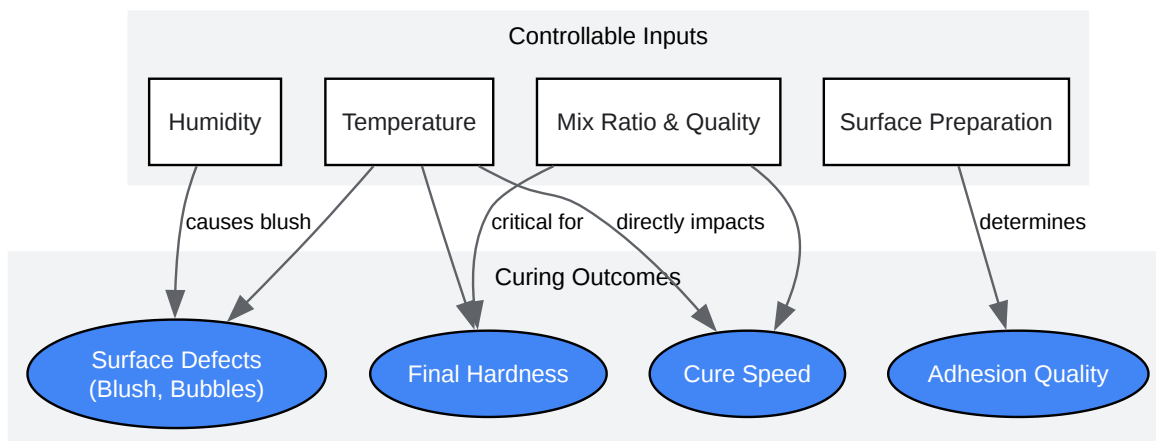 Controllable Inputs
Humidity
Temperature
Mix Ratio & Quality
Surface Preparation
causes blush
critical for
directly impacts
determines
Curing Outcomes
Surface Defects
(Blush, Bubbles)
Final Hardness
Cure Speed
Adhesion Quality